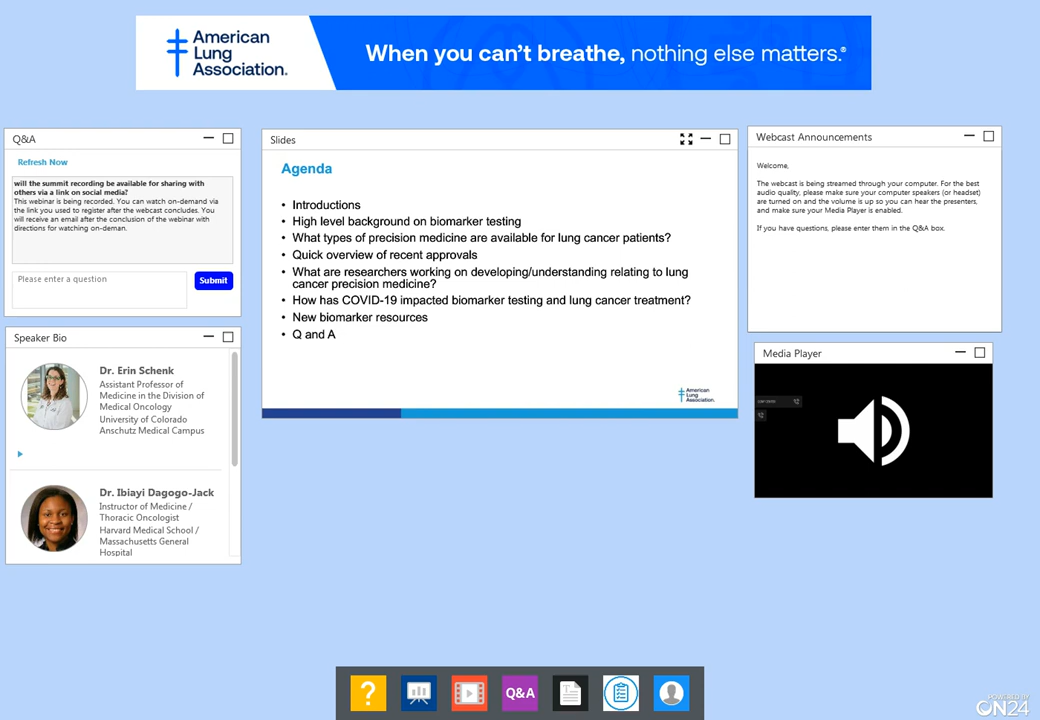 American
Lung
Association.
When you can't breathe, nothing else matters.®
Q&A
Refresh Now
will the summit recording be available for sharing with
others via a link on social media?
This webinar is being recorded. You can watch on-demand via
the link you used to register after the webcast concludes. You
will receive an email after the conclusion of the webinar with
directions for watching on-deman.
Please enter a question
Submit
Speaker Bio
Dr. Erin Schenk
Assistant Professor of
Medicine in the Division of
Medical Oncology
University of Colorado
Anschutz Medical Campus
Dr. Ibiayi Dagogo-Jack
Instructor of Medicine /
Thoracic Oncologist
Harvard Medical School /
Massachusetts General
Hospital
Slides
Agenda
• Introductions
• High level background on biomarker testing
• What types of precision medicine are available for lung cancer patients?
• Quick overview of recent approvals
• What are researchers working on developing/understanding relating to lung
cancer precision medicine?
• How has COVID-19 impacted biomarker testing and lung cancer treatment?
• New biomarker resources
• Q and A
American
Lung
Association.
Webcast Announcements
Welcome,
The webcast is being streamed through your computer. For the best
audio quality, please make sure your computer speakers (or headset)
are turned on and the volume is up so you can hear the presenters,
and make sure your Media Player is enabled.
If you have questions, please enter them in the Q&A box.
Media Player
?
Q&A
POWERED BY
ON24